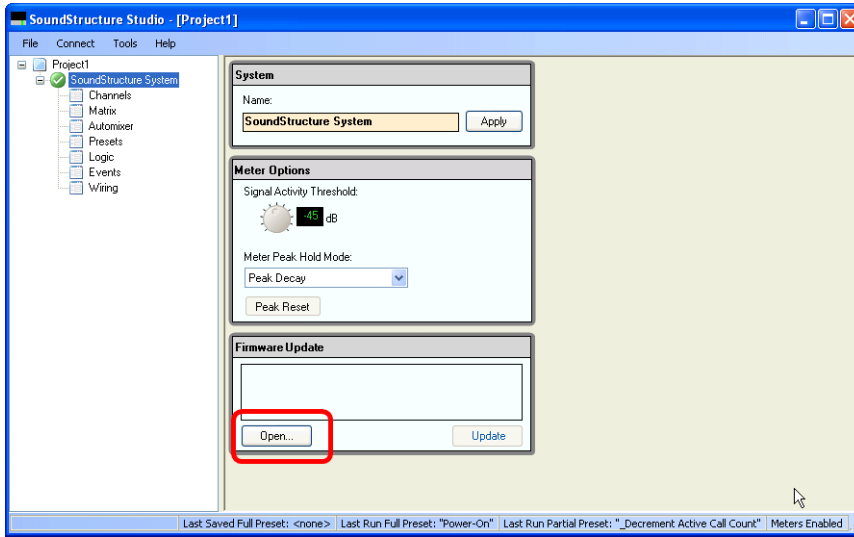 SoundStructure Studio - [Project1]
File Connect Tools Help
Project1
SoundStructure System
Channels
Matrix
Automixer
Presets
Logic
Events
Wiring
System
Name:
SoundStructure System Apply
Meter Options
Signal Activity Threshold:
-45 dB
Meter Peak Hold Mode:
Peak Decay
Peak Reset
Firmware Update
Open... Update
Last Saved Full Preset: <none> Last Run Full Preset: "Power-On" Last Run Partial Preset: "_Decrement Active Call Count" Meters Enabled